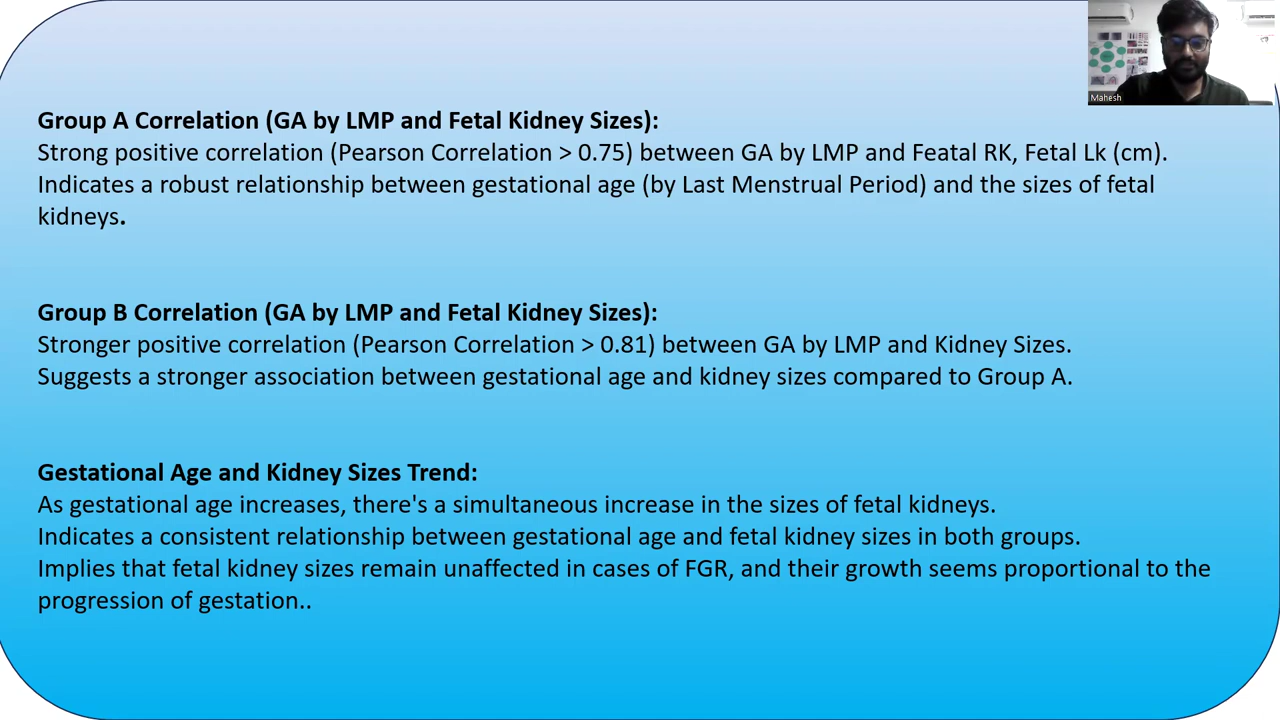 Mahesh
Group A Correlation (GA by LMP and Fetal Kidney Sizes):
Strong positive correlation (Pearson Correlation > 0.75) between GA by LMP and Featal RK, Fetal Lk (cm).
Indicates a robust relationship between gestational age (by Last Menstrual Period) and the sizes of fetal
kidneys.
Group B Correlation (GA by LMP and Fetal Kidney Sizes):
Stronger positive correlation (Pearson Correlation > 0.81) between GA by LMP and Kidney Sizes.
Suggests a stronger association between gestational age and kidney sizes compared to Group A.
Gestational Age and Kidney Sizes Trend:
As gestational age increases, there's a simultaneous increase in the sizes of fetal kidneys.
Indicates a consistent relationship between gestational age and fetal kidney sizes in both groups.
Implies that fetal kidney sizes remain unaffected in cases of FGR, and their growth seems proportional to the
progression of gestation..